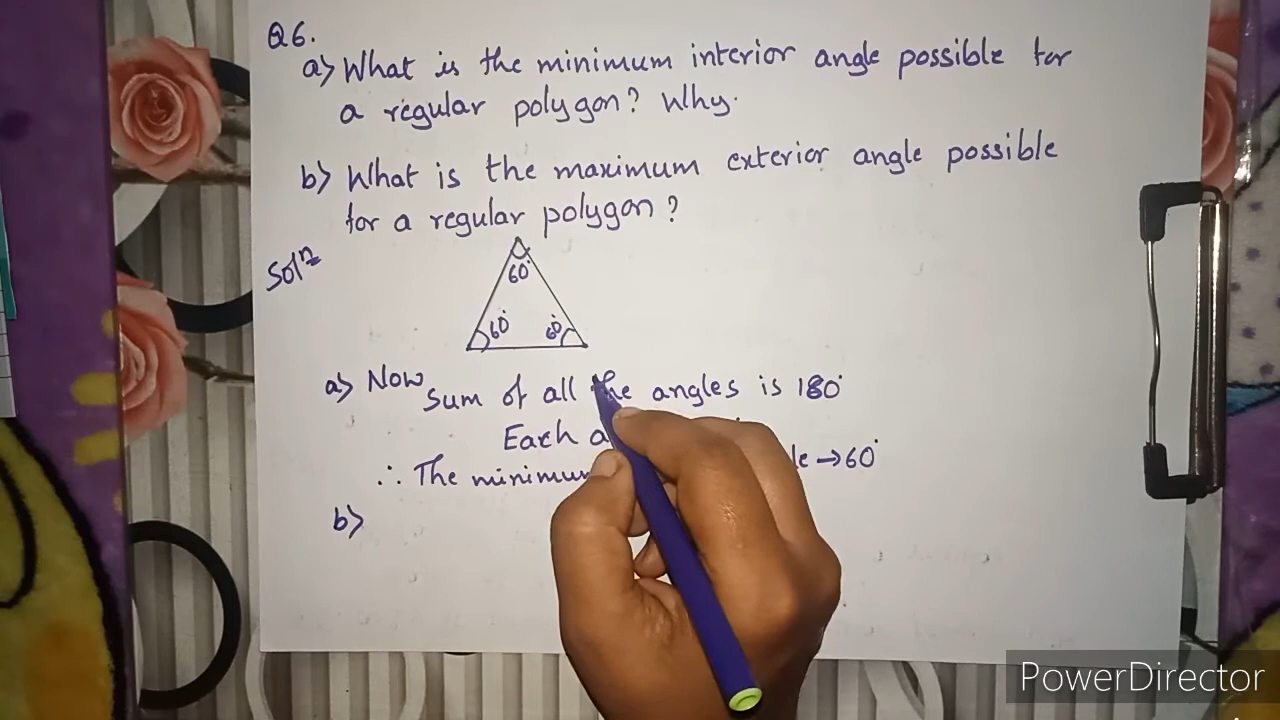 Q6.
a) What is the minimum interior angle possible for
a regular polygon? Why.
b) What is the maximum exterior angle possible
for a regular polygon?
Solⁿ
60°
60° 60°
a) Now Sum of all the angles is 180°
Each
∴ The minimum → 60°
b)
PowerDirector